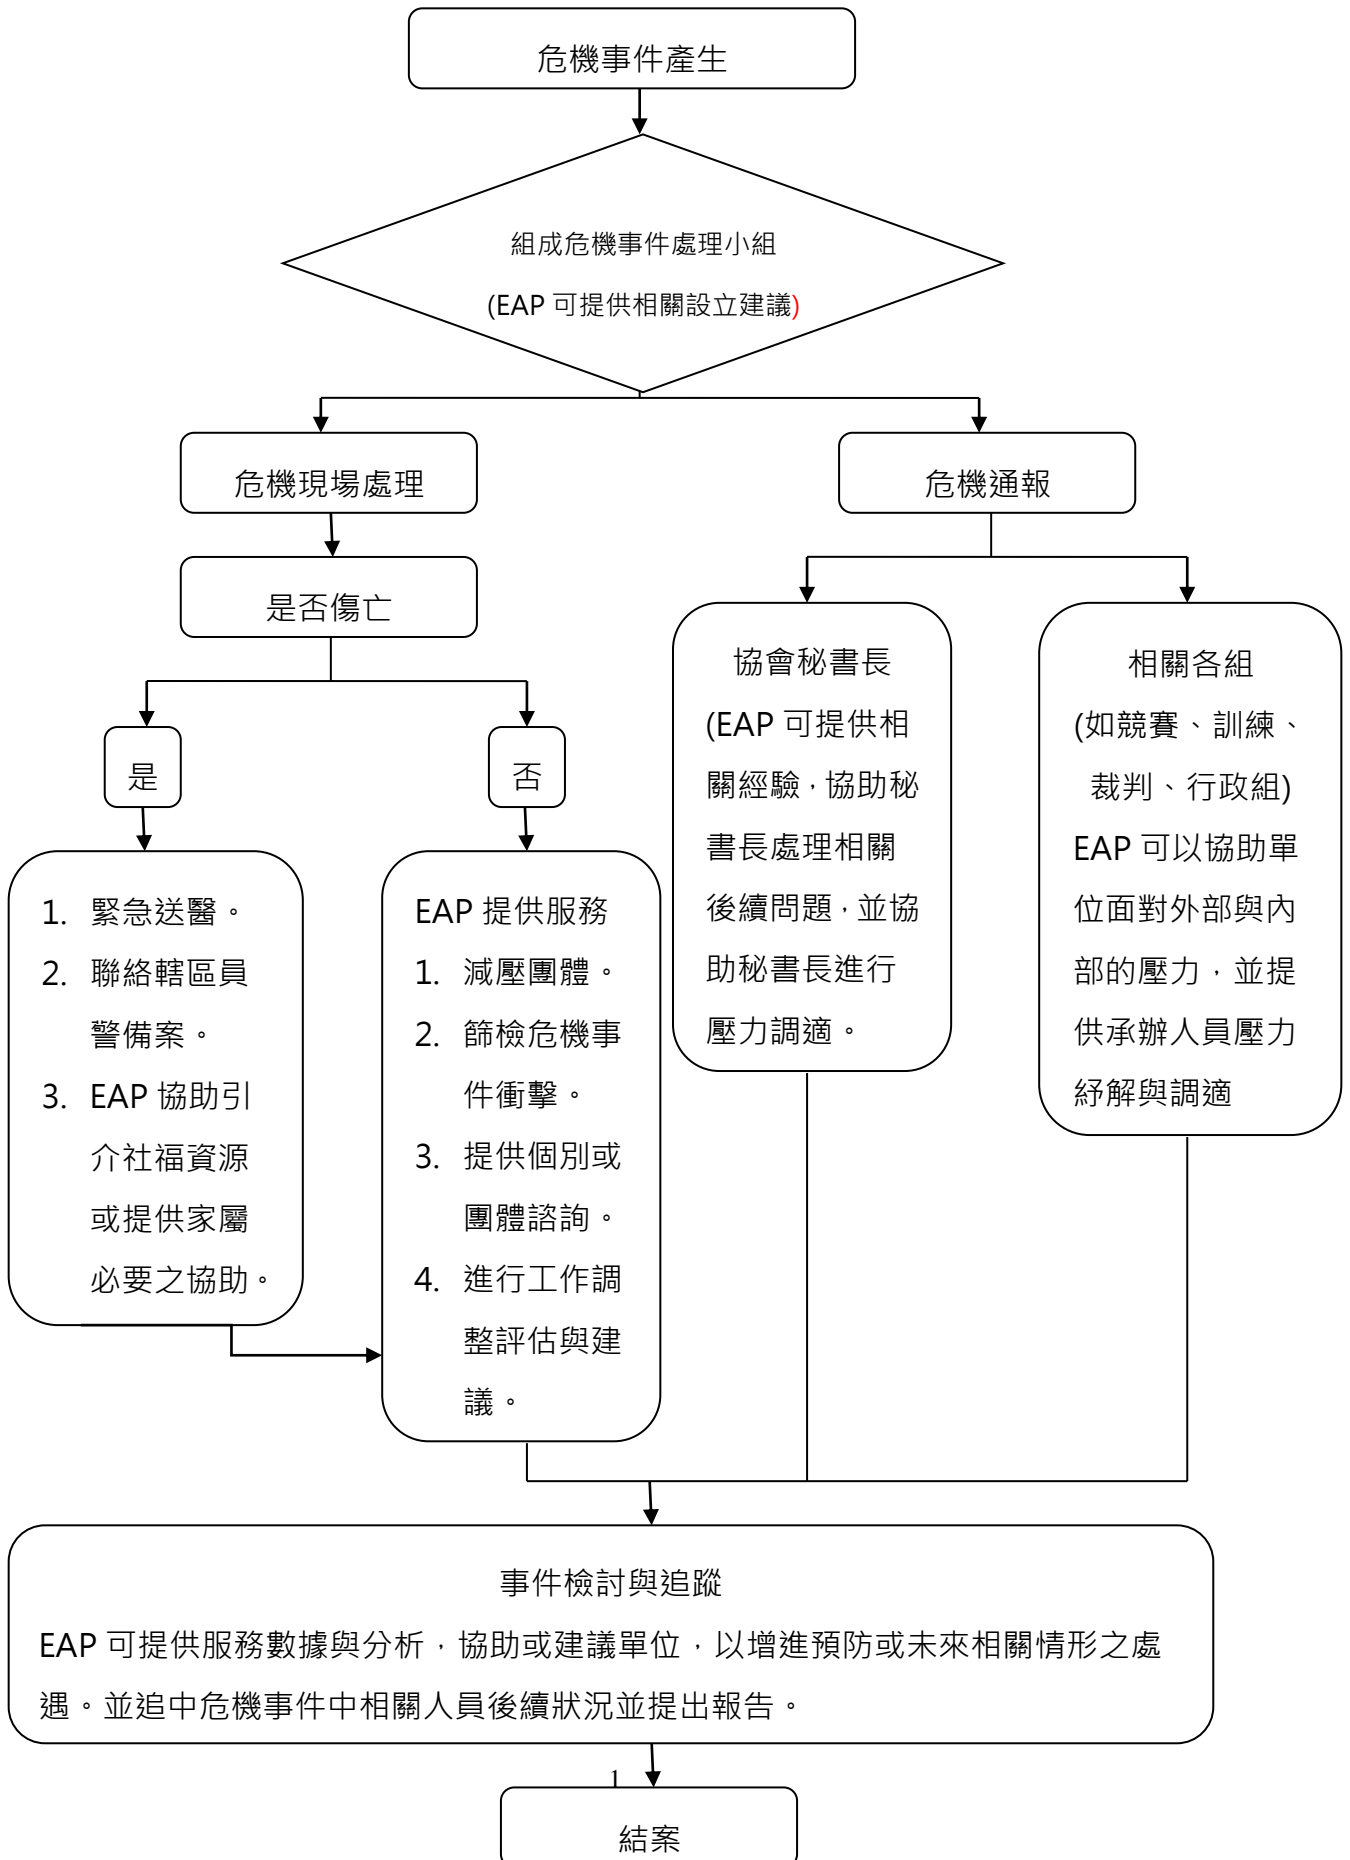 危機事件產生
組成危機事件處理小組
(EAP 可提供相關設立建議)
危機現場處理
危機通報
是否傷亡
是
否
1. 緊急送醫。
2. 聯絡轄區員
警備案。
3. EAP 協助引
介社福資源
或提供家屬
必要之協助。
EAP 提供服務
1. 減壓團體。
2. 篩檢危機事
件衝擊。
3. 提供個別或
團體諮詢。
4. 進行工作調
整評估與建
議。
協會秘書長
(EAP 可提供相
關經驗，協助秘
書長處理相關
後續問題，並協
助秘書長進行
壓力調適。
相關各組
(如競賽、訓練、
裁判、行政組)
EAP 可以協助單
位面對外部與內
部的壓力，並提
供承辦人員壓力
紓解與調適
事件檢討與追蹤
EAP 可提供服務數據與分析，協助或建議單位，以增進預防或未來相關情形之處
遇。並追中危機事件中相關人員後續狀況並提出報告。
1
結案